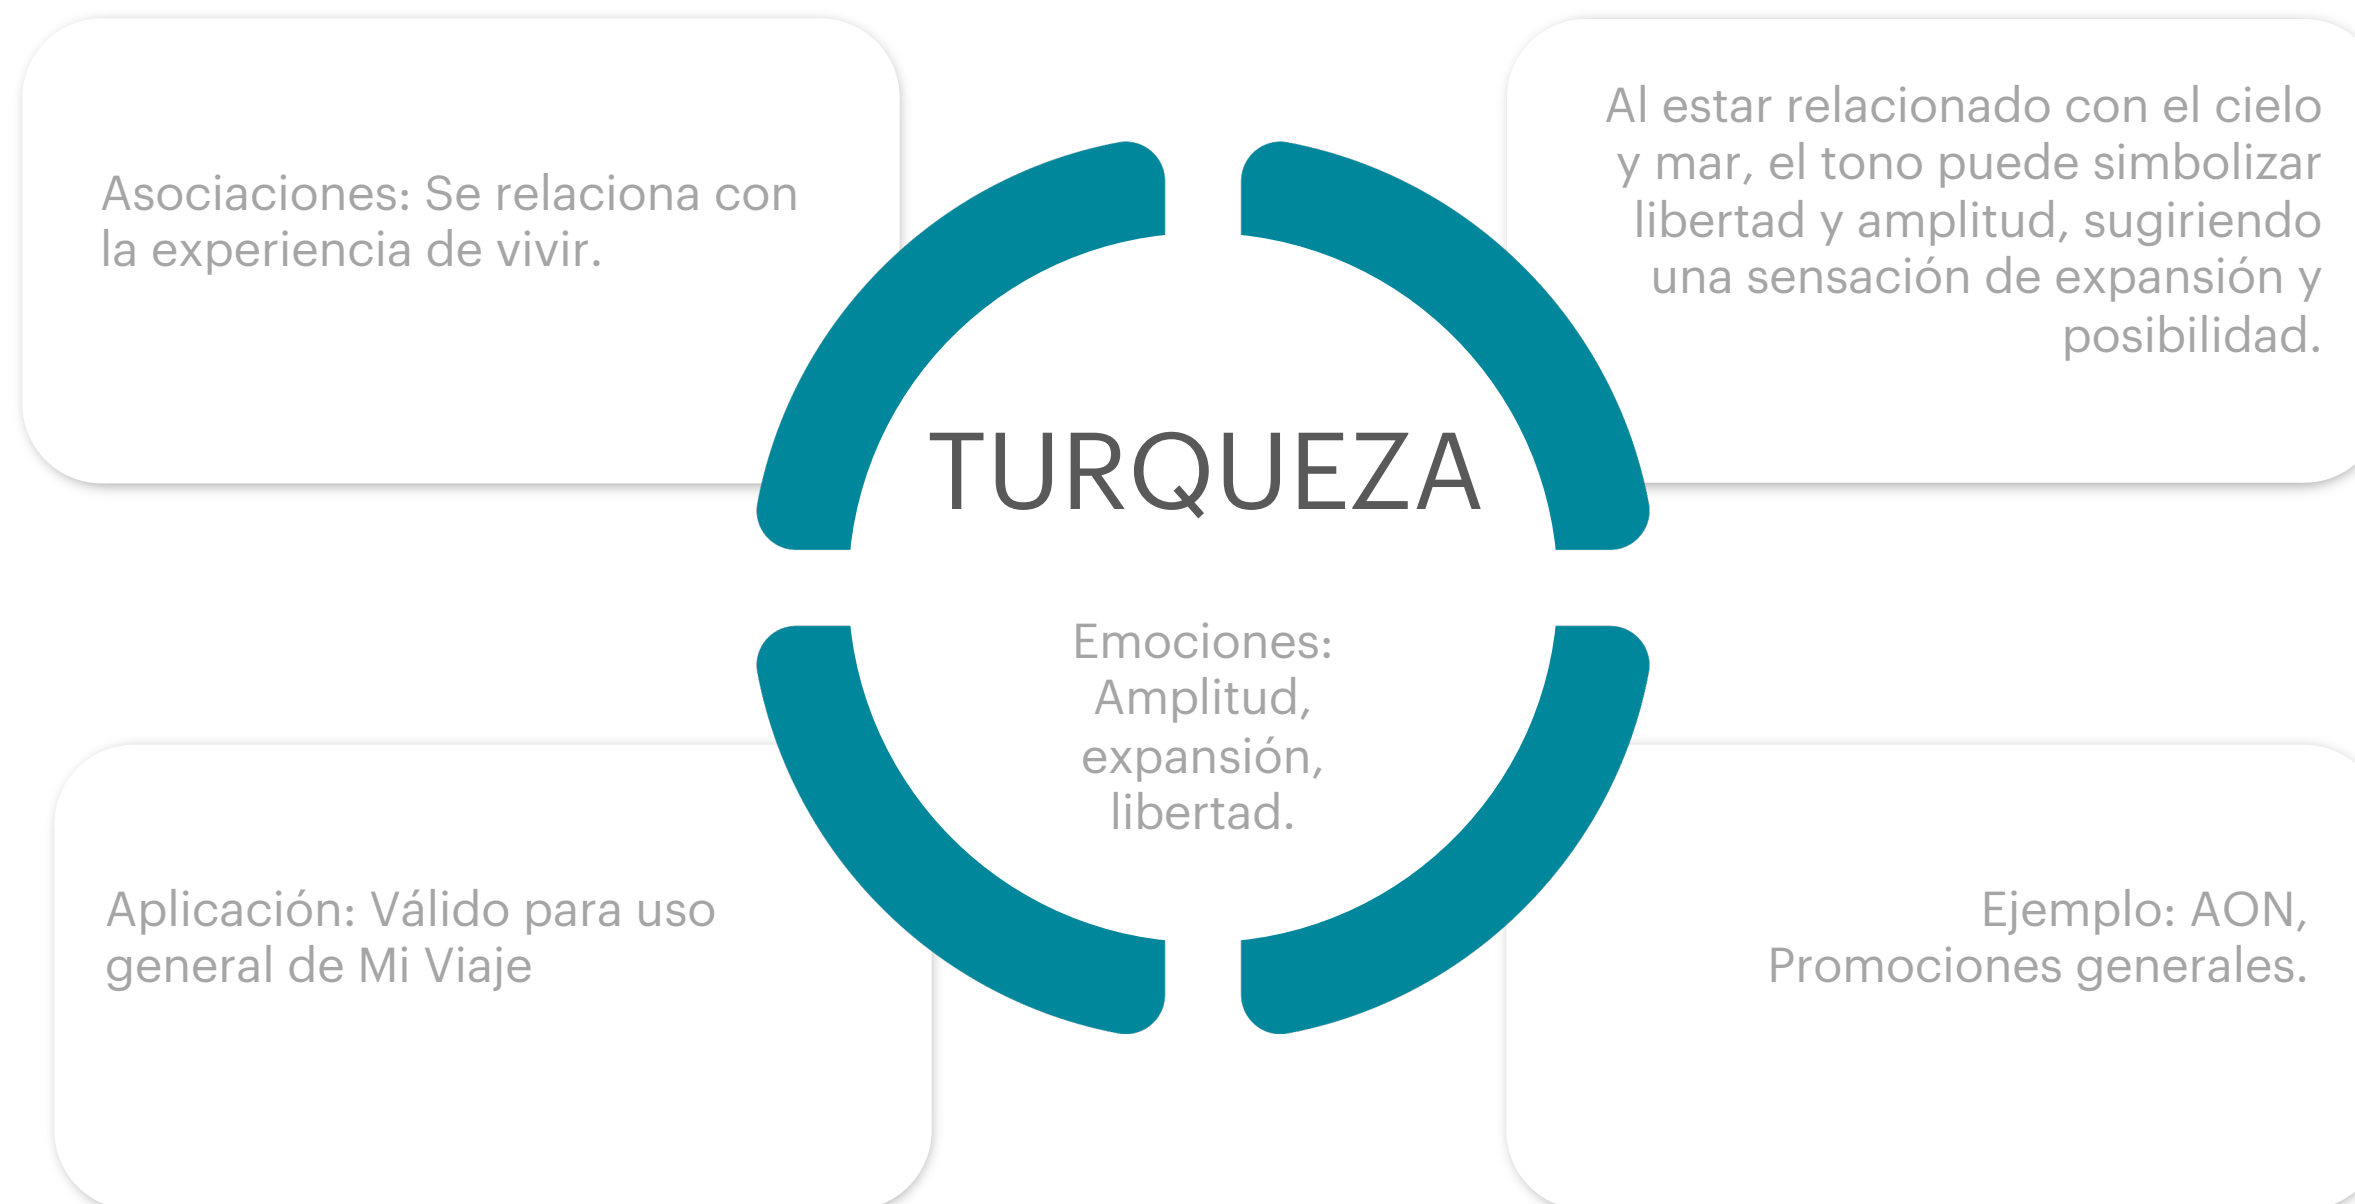 Asociaciones: Se relaciona con
la experiencia de vivir.
Al estar relacionado con el cielo
y mar, el tono puede simbolizar
libertad y amplitud, sugiriendo
una sensación de expansión y
posibilidad.
TURQUEZA
Emociones:
Amplitud,
expansión,
libertad.
Aplicación: Válido para uso
general de Mi Viaje
Ejemplo: AON,
Promociones generales.